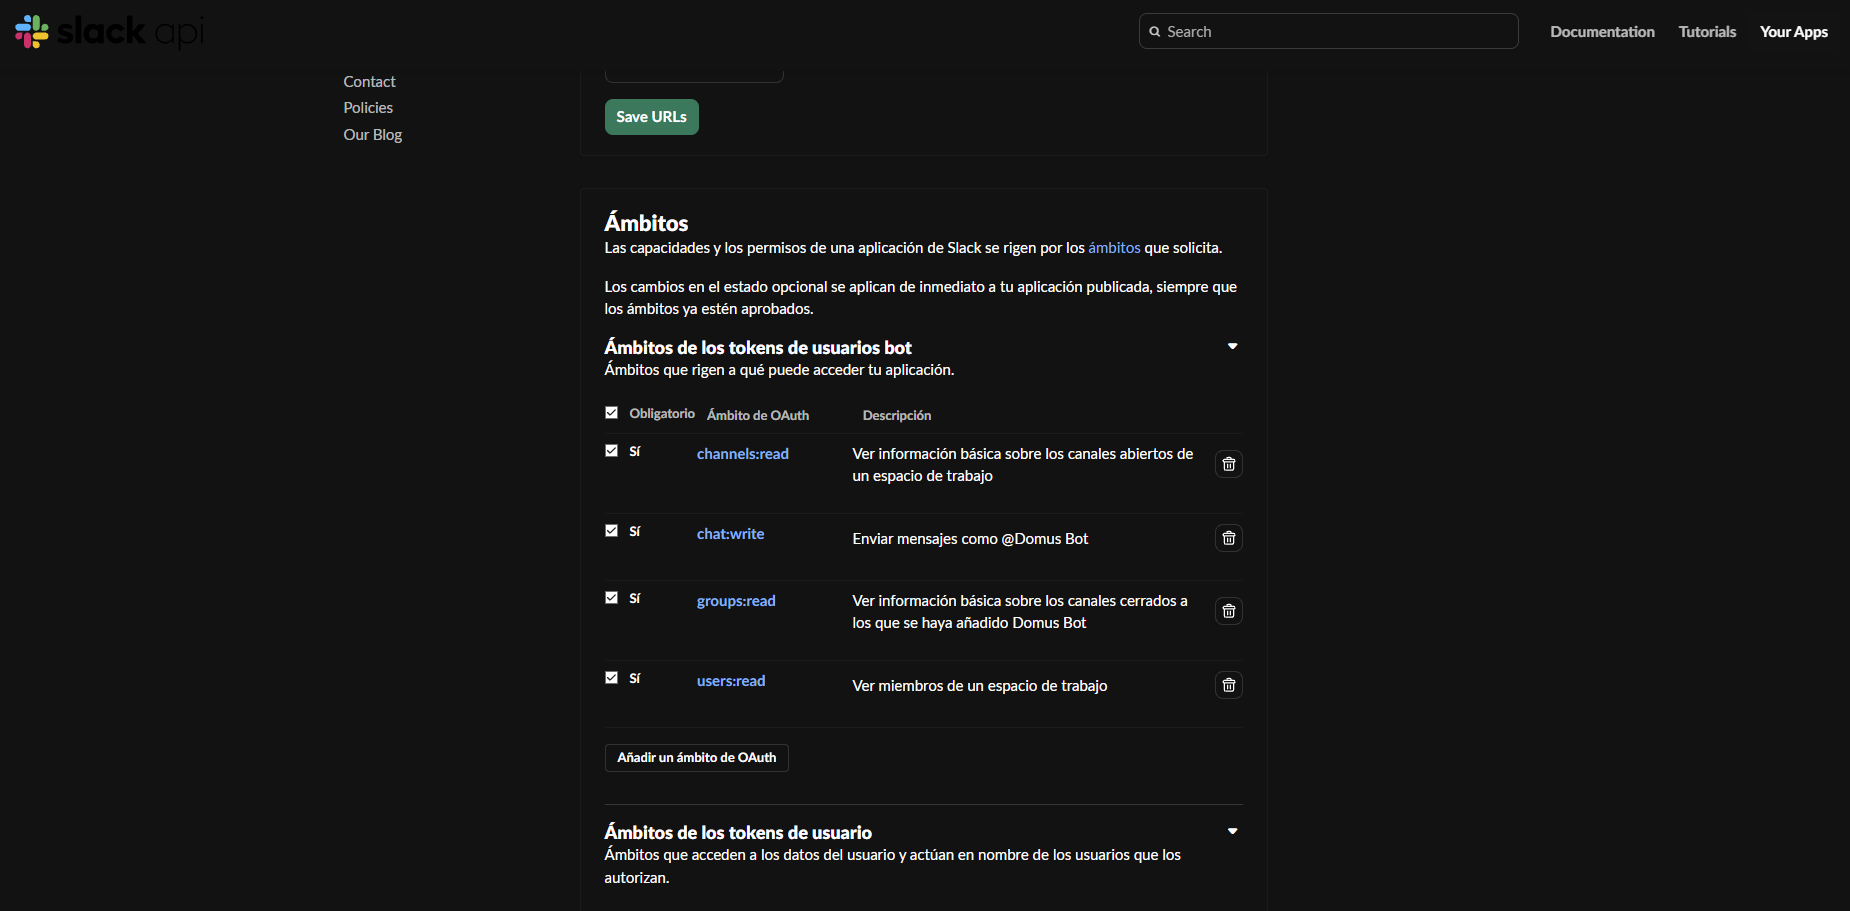 slack api
Search
Documentation
Tutorials
Your Apps
Contact
Policies
Our Blog
Save URLs
Ámbitos
Las capacidades y los permisos de una aplicación de Slack se rigen por los ámbitos que solicita.
Los cambios en el estado opcional se aplican de inmediato a tu aplicación publicada, siempre que
los ámbitos ya estén aprobados.
Ámbitos de los tokens de usuarios bot
Ámbitos que rigen a qué puede acceder tu aplicación.
Obligatorio
Ámbito de OAuth
Descripción
Sí
channels:read
Ver información básica sobre los canales abiertos de
un espacio de trabajo
Sí
chat:write
Enviar mensajes como @Domus Bot
Sí
groups:read
Ver información básica sobre los canales cerrados a
los que se haya añadido Domus Bot
Sí
users:read
Ver miembros de un espacio de trabajo
Añadir un ámbito de OAuth
Ámbitos de los tokens de usuario
Ámbitos que acceden a los datos del usuario y actúan en nombre de los usuarios que los
autorizan.